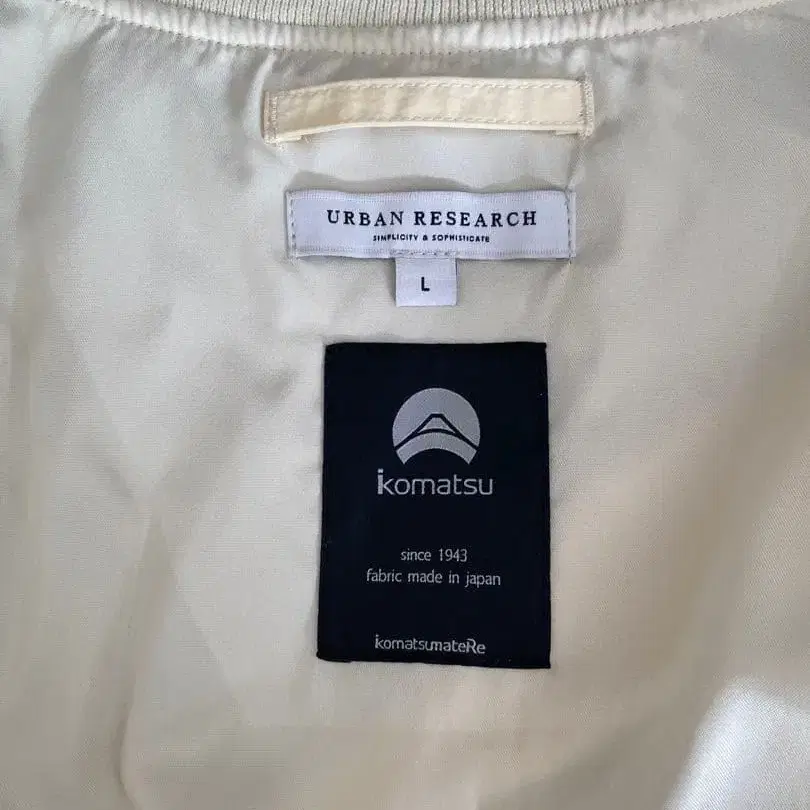 URBAN RESEARCH
SIMPLICITY & SOPHISTICATE
L
komatsu
since 1943
fabric made in japan
komatsumateRe